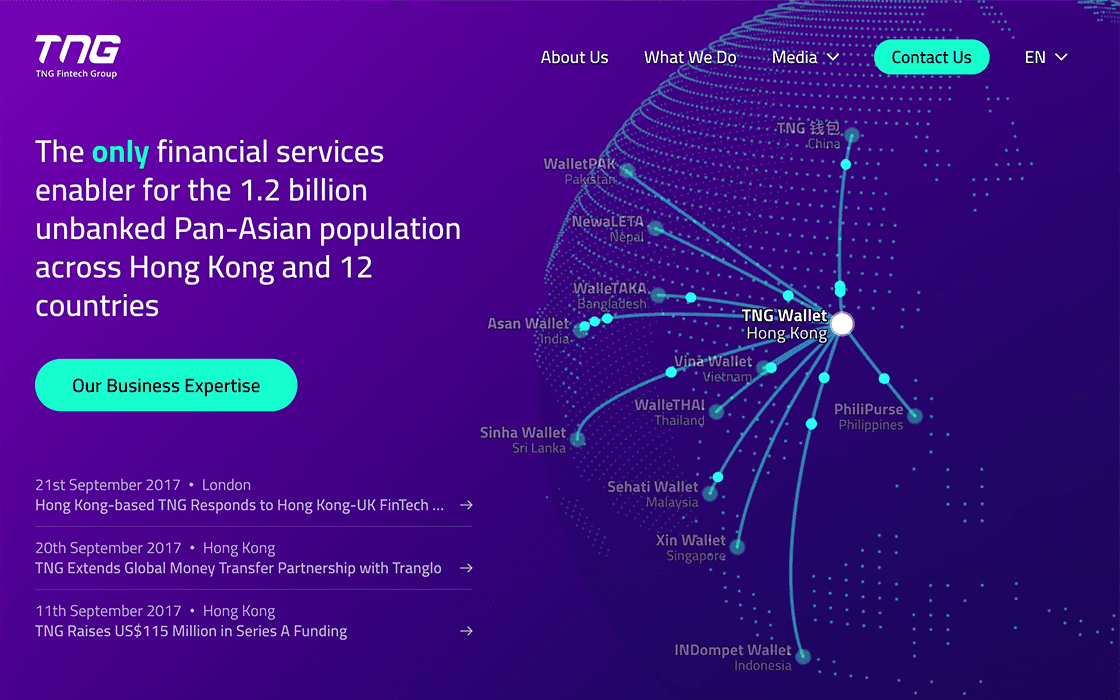 TNG
TNG Fintech Group
About Us
What We Do
Media
Contact Us
EN
The only financial services
enabler for the 1.2 billion
unbanked Pan-Asian population
across Hong Kong and 12
countries
Our Business Expertise
21st September 2017 • London
Hong Kong-based TNG Responds to Hong Kong-UK FinTech ...
20th September 2017 • Hong Kong
TNG Extends Global Money Transfer Partnership with Tranglo
11th September 2017 • Hong Kong
TNG Raises US$115 Million in Series A Funding
TNG 钱包
China
WalletPAK
Pakistan
NewaLETA
Nepal
WalleTAKA
Bangladesh
Asan Wallet
India
TNG Wallet
Hong Kong
Vina Wallet
Vietnam
WalleTHAI
Thailand
PhiliPurse
Philippines
Sinha Wallet
Sri Lanka
Sehati Wallet
Malaysia
Xin Wallet
Singapore
INDompet Wallet
Indonesia